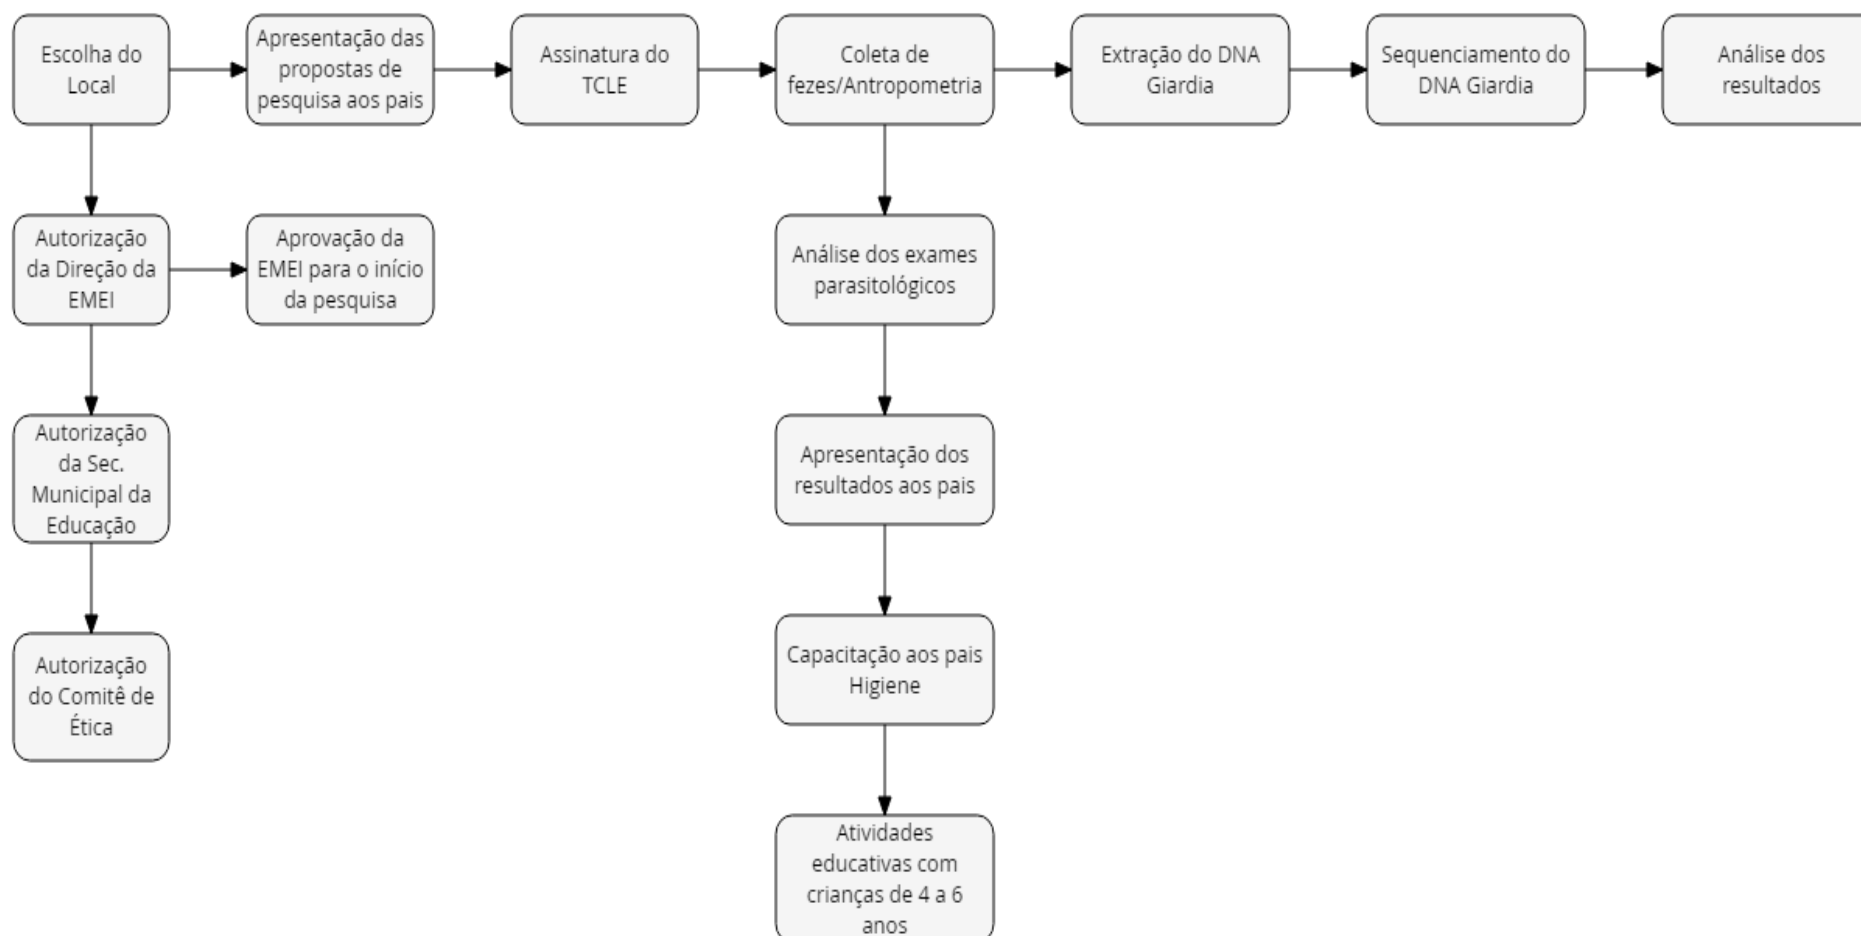 Escolha do
Local
Apresentação das
propostas de
pesquisa aos pais
Assinatura do
TCLE
Coleta de
fezes/Antropometria
Extração do DNA
Giardia
Sequenciamento do
DNA Giardia
Análise dos
resultados
Autorização
da Direção da
EMEI
Aprovação da
EMEI para o início
da pesquisa
Análise dos exames
parasitológicos
Autorização
da Sec.
Municipal da
Educação
Apresentação dos
resultados aos pais
Autorização
do Comitê de
Ética
Capacitação aos pais
Higiene
Atividades
educativas com
crianças de 4 a 6
anos